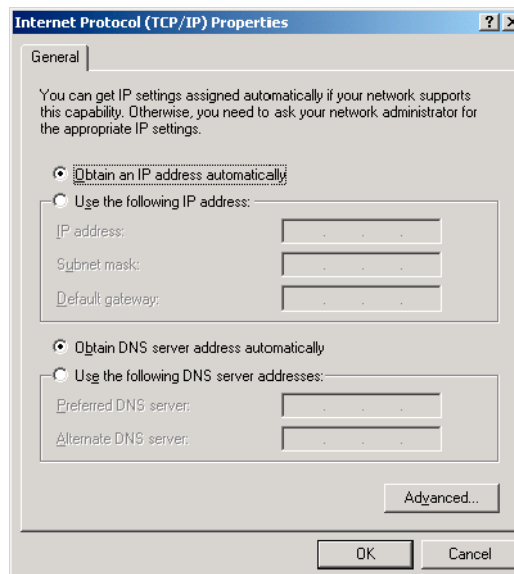 Internet Protocol (TCP/IP) Properties
General
You can get IP settings assigned automatically if your network supports
this capability. Otherwise, you need to ask your network administrator for
the appropriate IP settings.
Obtain an IP address automatically
Use the following IP address:
IP address:
Subnet mask:
Default gateway:
Obtain DNS server address automatically
Use the following DNS server addresses:
Preferred DNS server:
Alternate DNS server:
Advanced...
OK Cancel